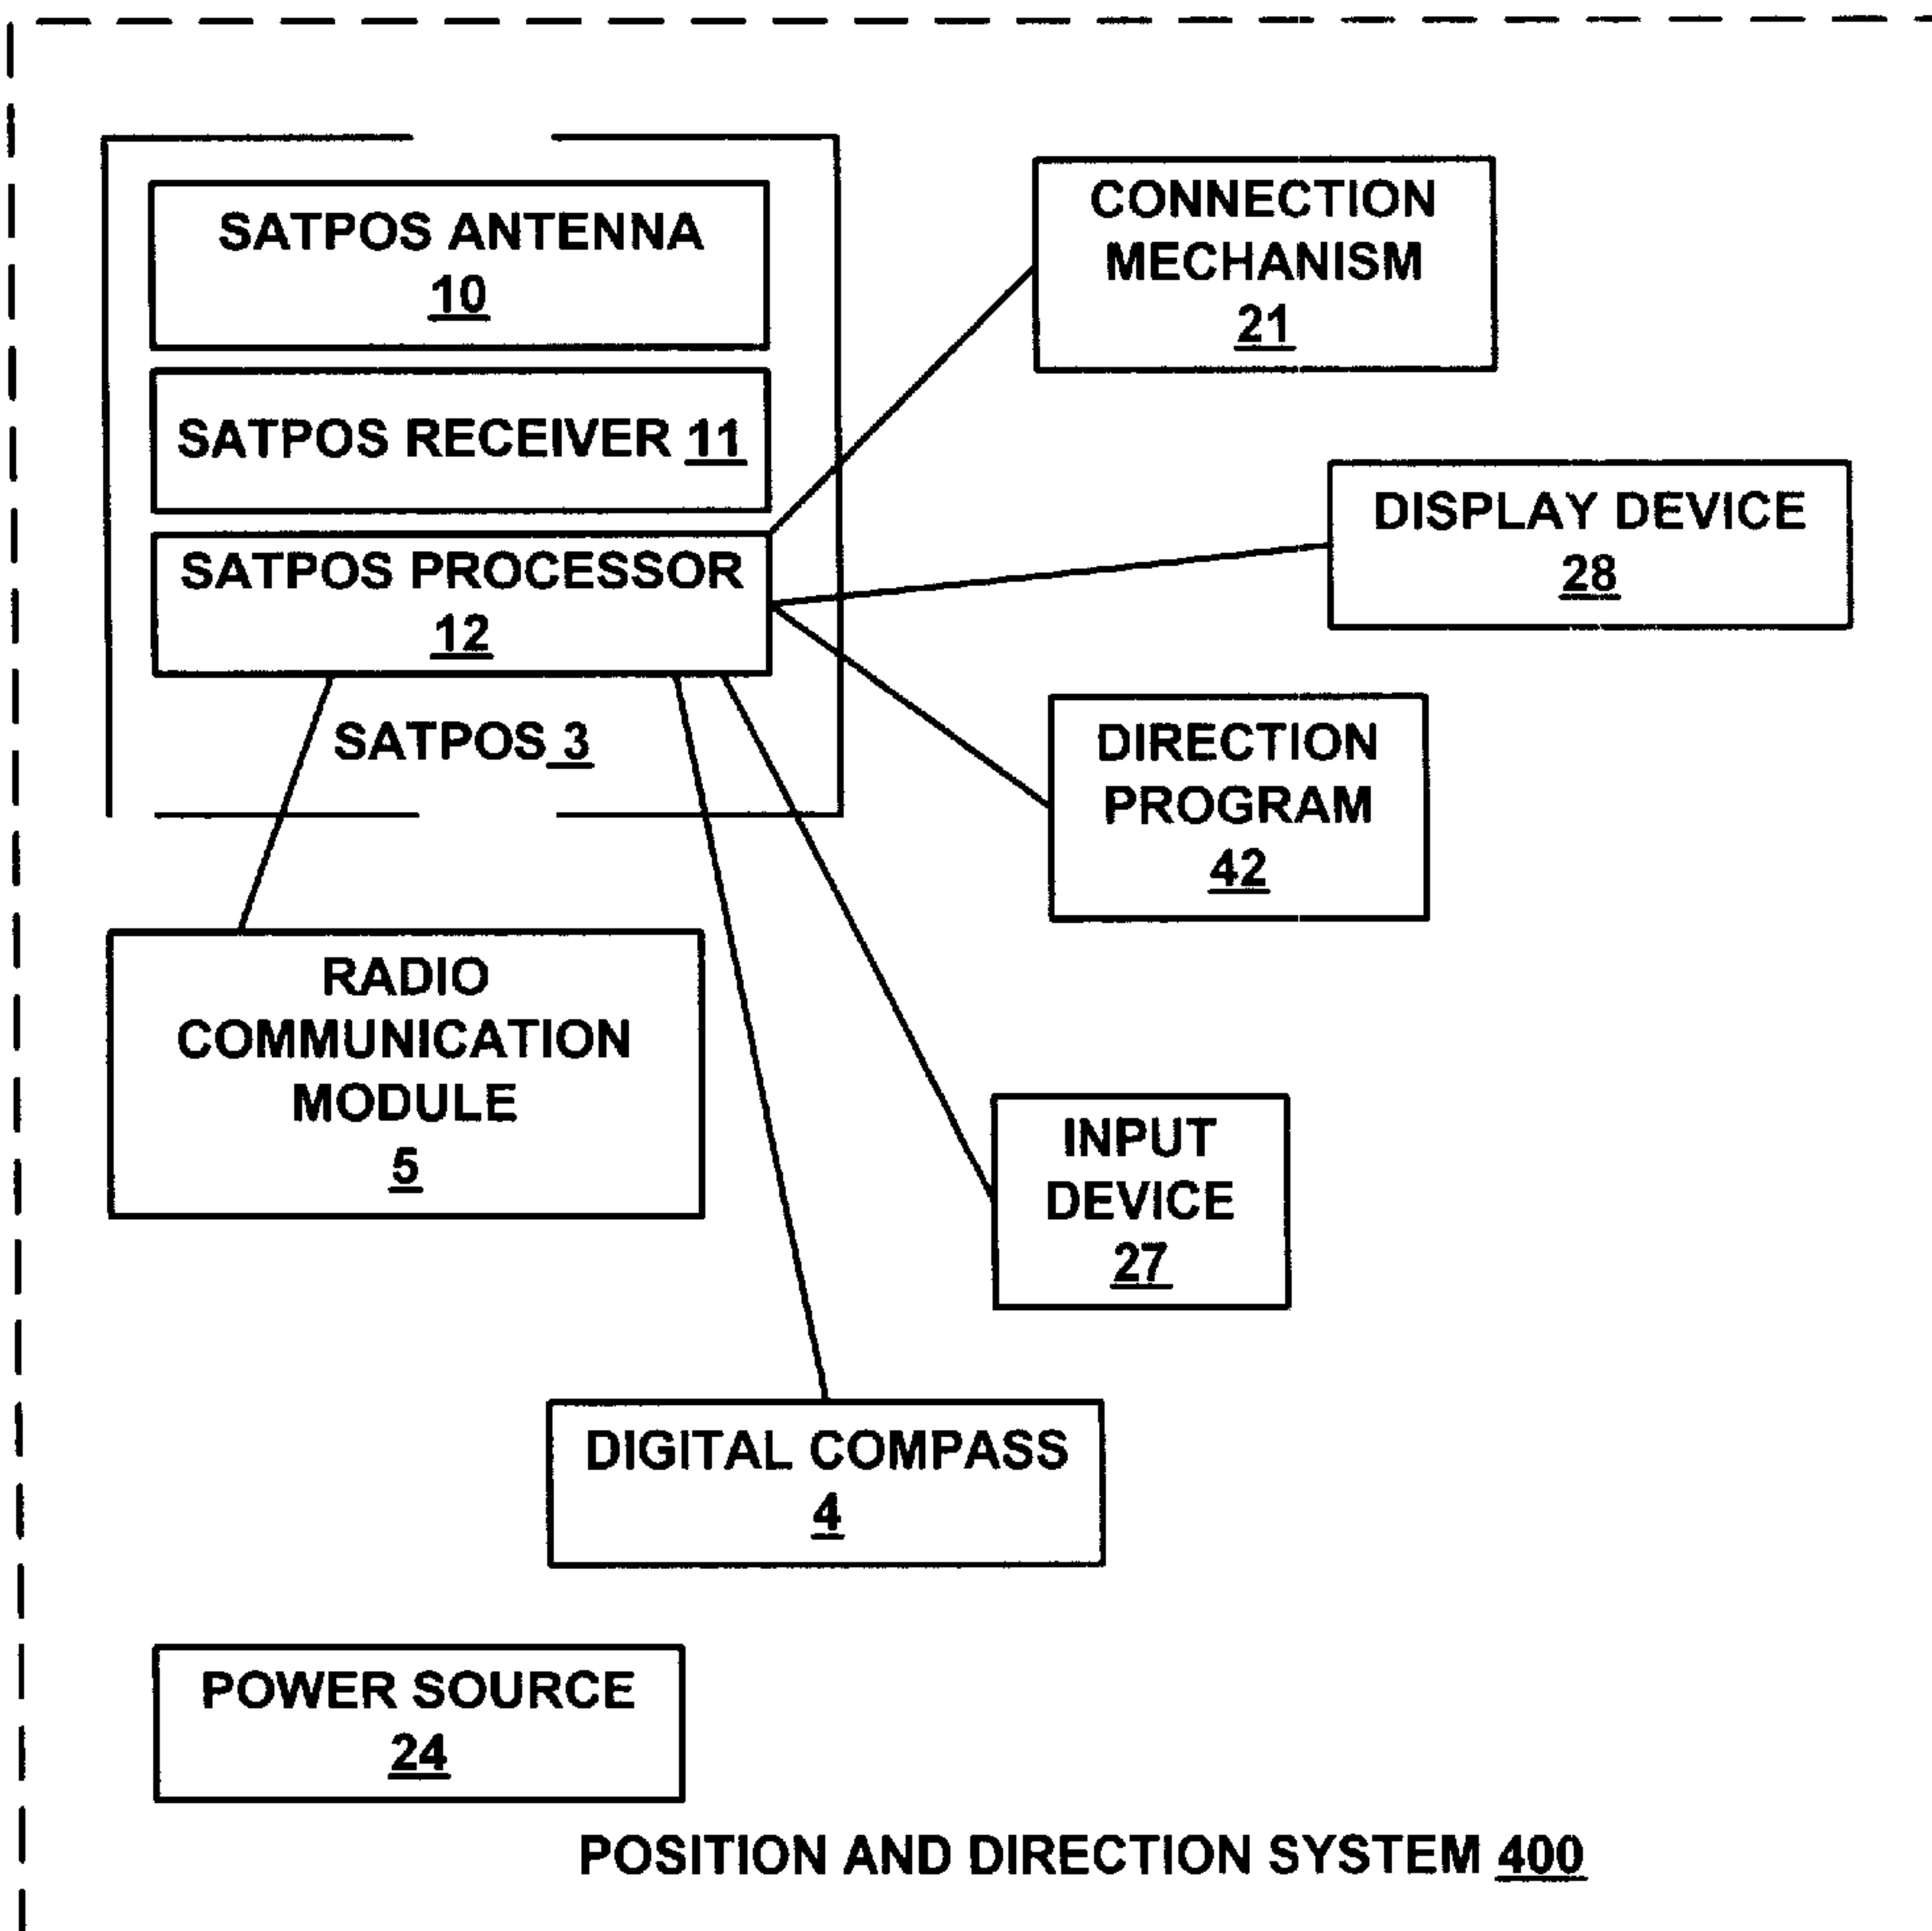 SATPOS ANTENNA
10
SATPOS RECEIVER 11
SATPOS PROCESSOR
12
SATPOS 3
CONNECTION
MECHANISM
21
DISPLAY DEVICE
28
DIRECTION
PROGRAM
42
RADIO
COMMUNICATION
MODULE
5
INPUT
DEVICE
27
DIGITAL COMPASS
4
POWER SOURCE
24
POSITION AND DIRECTION SYSTEM 400